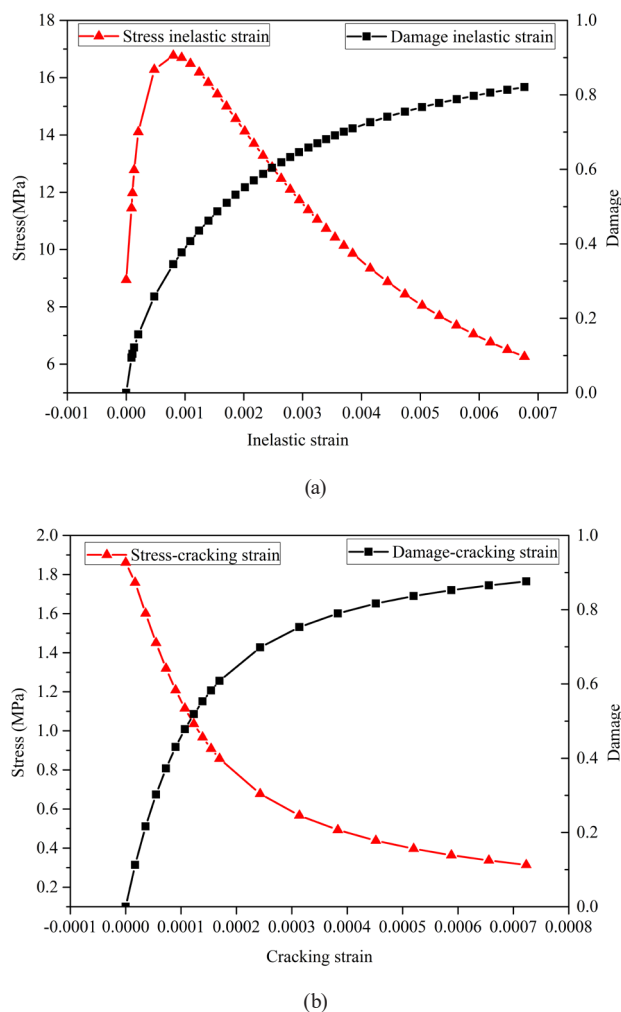 Stress inelastic strain
Damage inelastic strain
18
16
14
12
10
8
6
Stress(MPa)
1.0
0.8
0.6
0.4
0.2
0.0
Damage
-0.001 0.000 0.001 0.002 0.003 0.004 0.005 0.006 0.007
Inelastic strain
(a)
Stress-cracking strain
Damage-cracking strain
2.0
1.8
1.6
1.4
1.2
1.0
0.8
0.6
0.4
0.2
Stress (MPa)
1.0
0.8
0.6
0.4
0.2
0.0
Damage
-0.0001 0.0000 0.0001 0.0002 0.0003 0.0004 0.0005 0.0006 0.0007 0.0008
Cracking strain
(b)